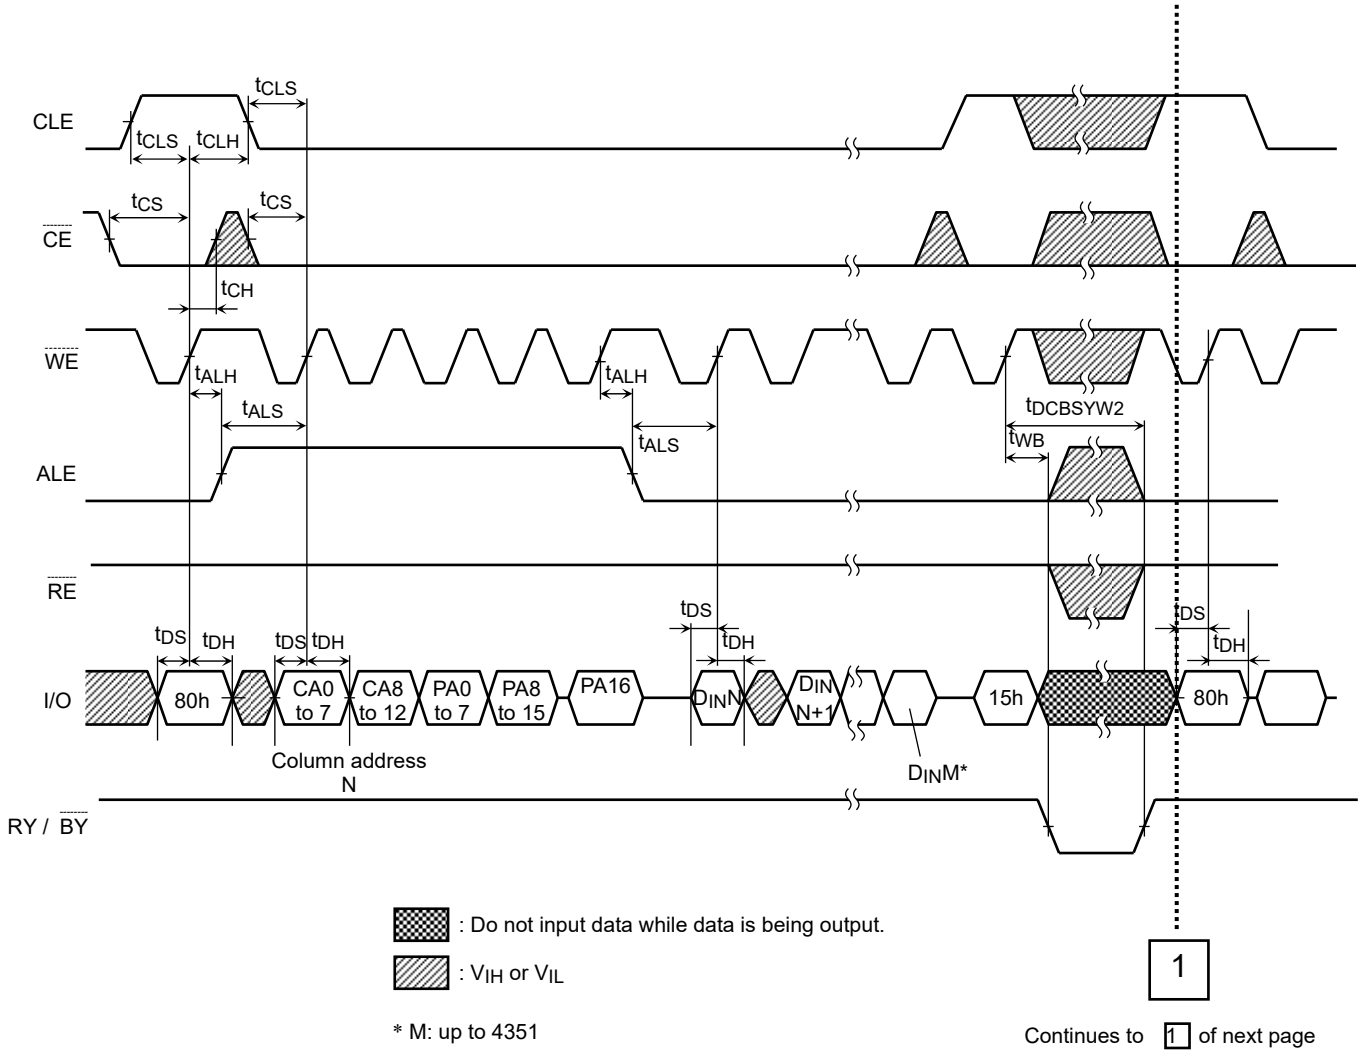 tCLS
CLE
tCLS tCLH
tCS tCS
CE
tCH
WE
tALH tALH
tALS tDCBSYW2
tALS tWB
ALE
RE
tDS tDH tDS tDH tDS tDH tDS tDH
I/O
80h
CA0 to 7
CA8 to 12
PA0 to 7
PA8 to 15
PA16
DINN
DIN N+1
15h
80h
Column address
N
DINM*
RY / BY
: Do not input data while data is being output.
: VIH or VIL
* M: up to 4351
1
Continues to 1 of next page